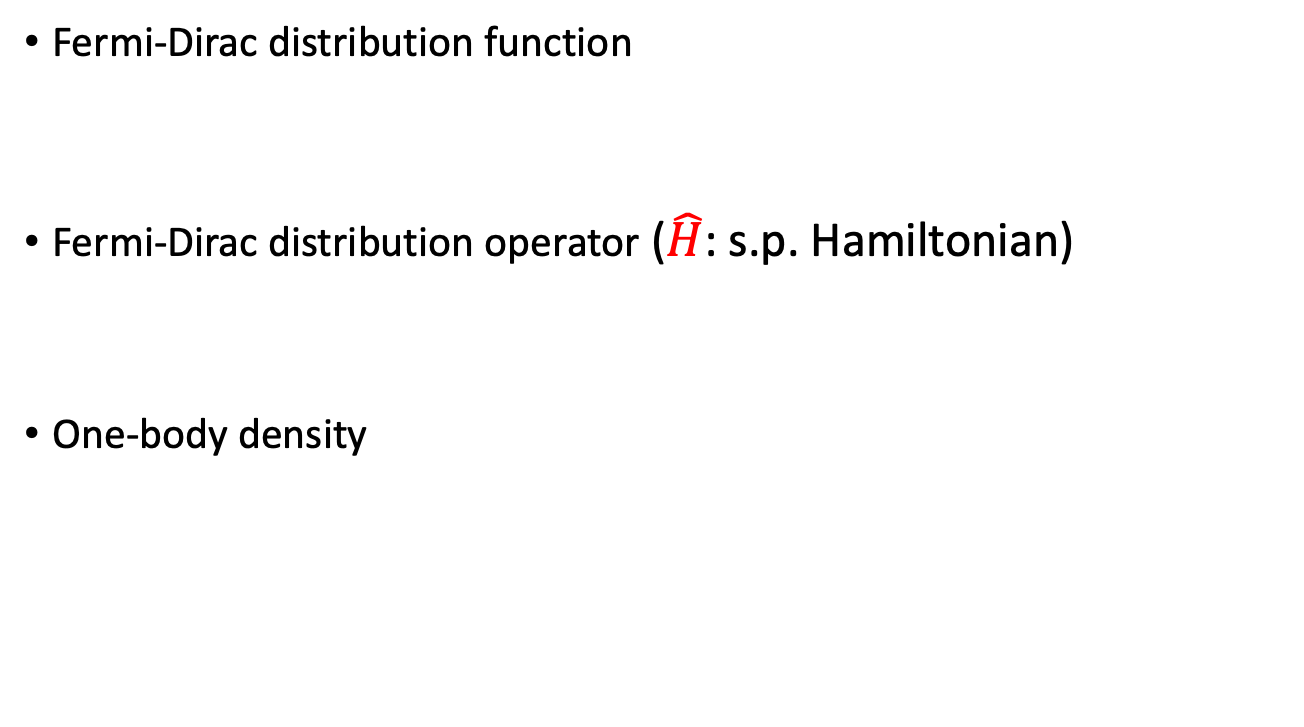 • Fermi-Dirac distribution function
• Fermi-Dirac distribution operator (Ĥ: s.p. Hamiltonian)
• One-body density